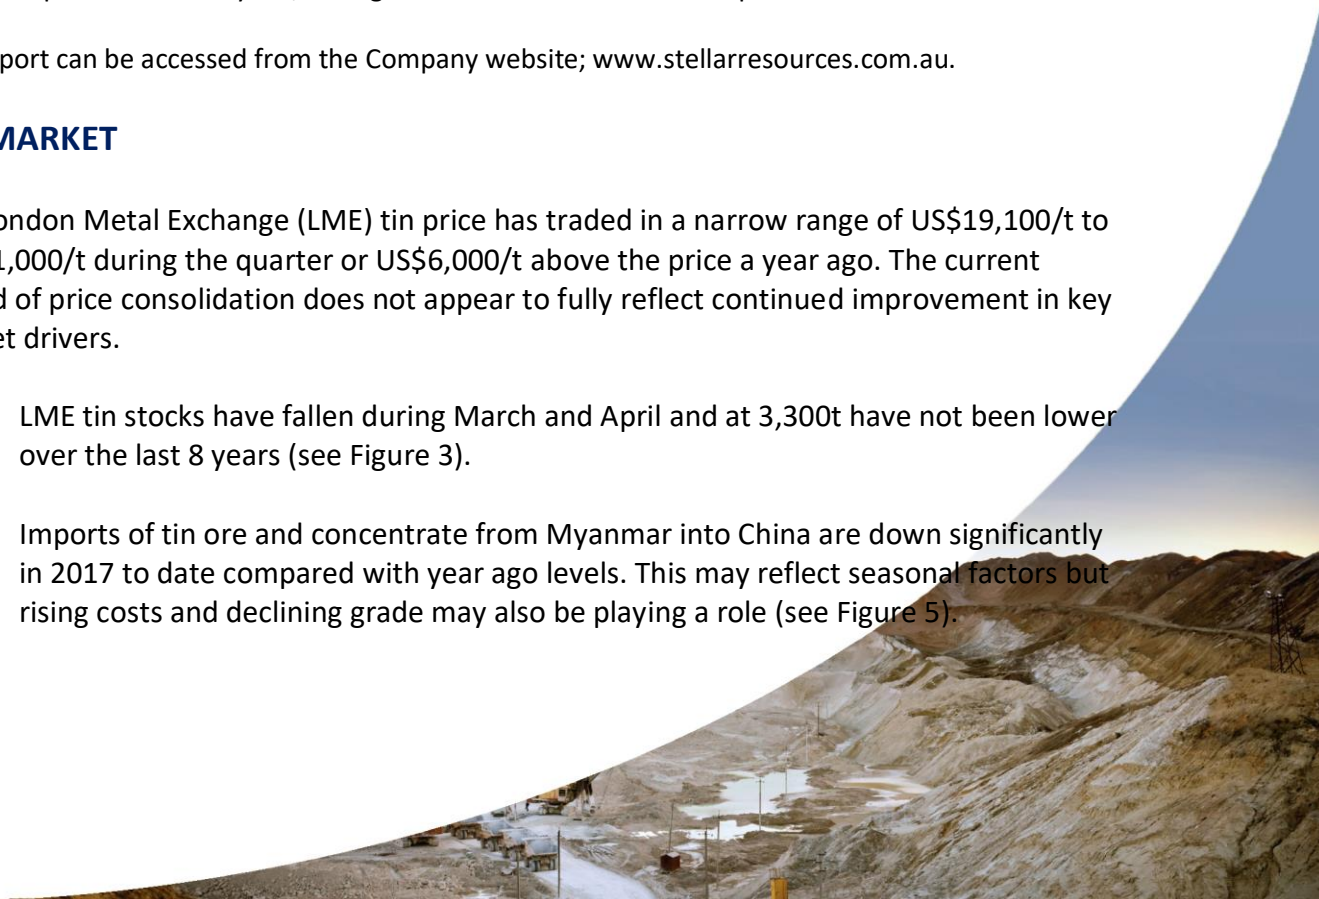 port can be accessed from the Company website; www.stellarresources.com.au.
MARKET
ondon Metal Exchange (LME) tin price has traded in a narrow range of US$19,100/t to
1,000/t during the quarter or US$6,000/t above the price a year ago. The current
d of price consolidation does not appear to fully reflect continued improvement in key
et drivers.
LME tin stocks have fallen during March and April and at 3,300t have not been lower
over the last 8 years (see Figure 3).
Imports of tin ore and concentrate from Myanmar into China are down significantly
in 2017 to date compared with year ago levels. This may reflect seasonal factors but
rising costs and declining grade may also be playing a role (see Figure 5).